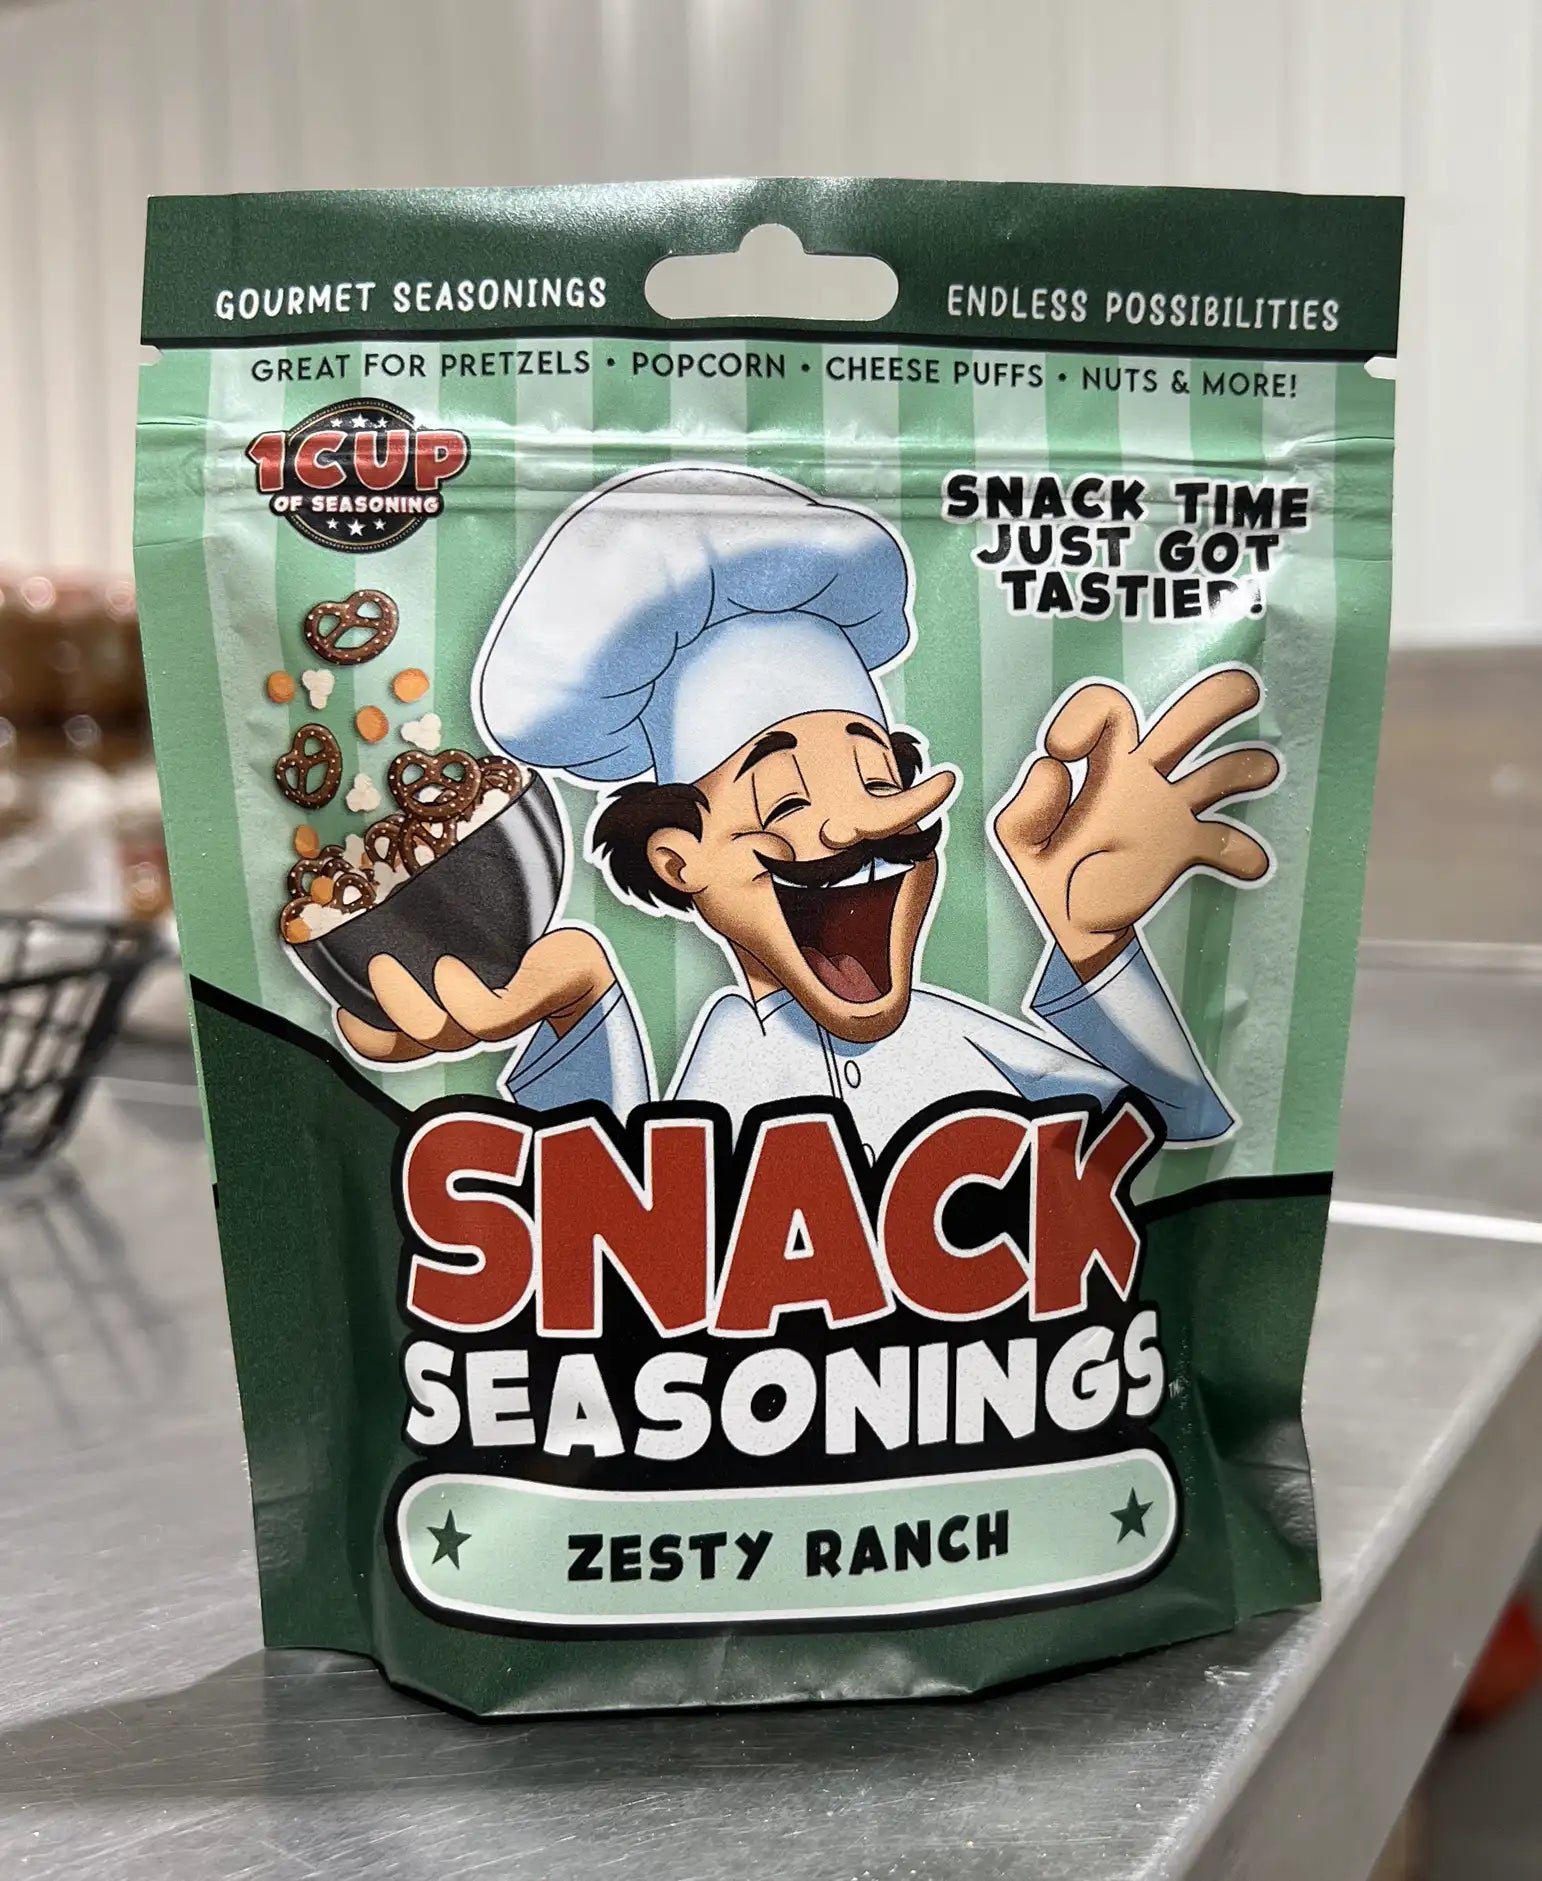 GOURMET SEASONINGS
ENDLESS POSSIBILITIES
GREAT FOR PRETZELS • POPCORN • CHEESE PUFFS • NUTS & MORE!
1CUP
OF SEASONING
SNACK TIME
JUST GOT
TASTIER!
SNACK
SEASONINGS™
ZESTY RANCH